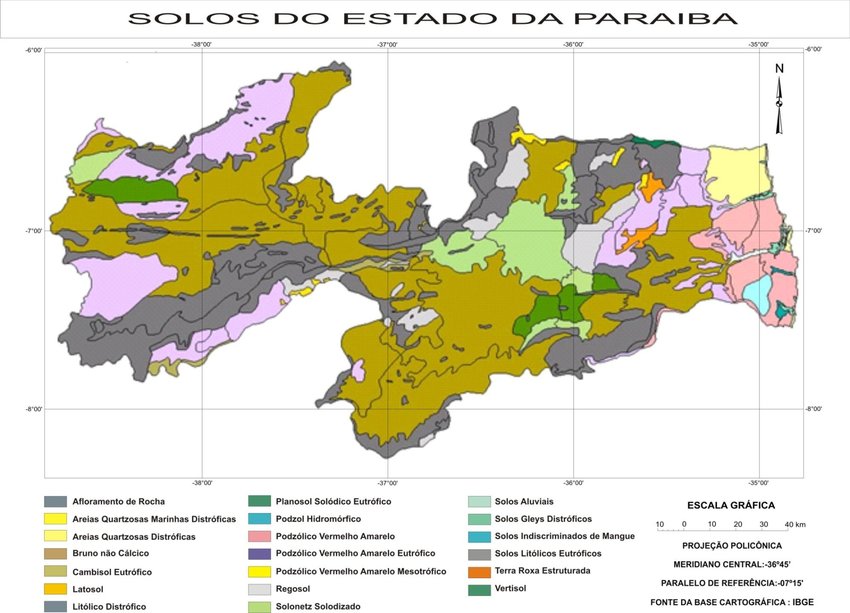 SOLOS DO ESTADO DA PARAIBA
-38°00' -37°00' -36°00' -35°00'
-6°00' -6°00'
N
-7°00' -7°00'
-8°00' -8°00'
-38°00' -37°00' -36°00' -35°00'
Afloramento de Rocha
Areias Quartzosas Marinhas Distróficas
Areias Quartzosas Distróficas
Bruno não Cálcico
Cambisol Eutrófico
Latosol
Litólico Distrófico
Planosol Solódico Eutrófico
Podzol Hidromórfico
Podzólico Vermelho Amarelo
Podzólico Vermelho Amarelo Eutrófico
Podzólico Vermelho Amarelo Mesotrófico
Regosol
Solonetz Solodizado
Solos Aluviais
Solos Gleys Distróficos
Solos Indiscriminados de Mangue
Solos Litólicos Eutróficos
Terra Roxa Estruturada
Vertisol
ESCALA GRÁFICA
10 0 10 20 30 40 km
PROJEÇÃO POLICÔNICA
MERIDIANO CENTRAL:-36º45'
PARALELO DE REFERÊNCIA:-07º15'
FONTE DA BASE CARTOGRÁFICA : IBGE